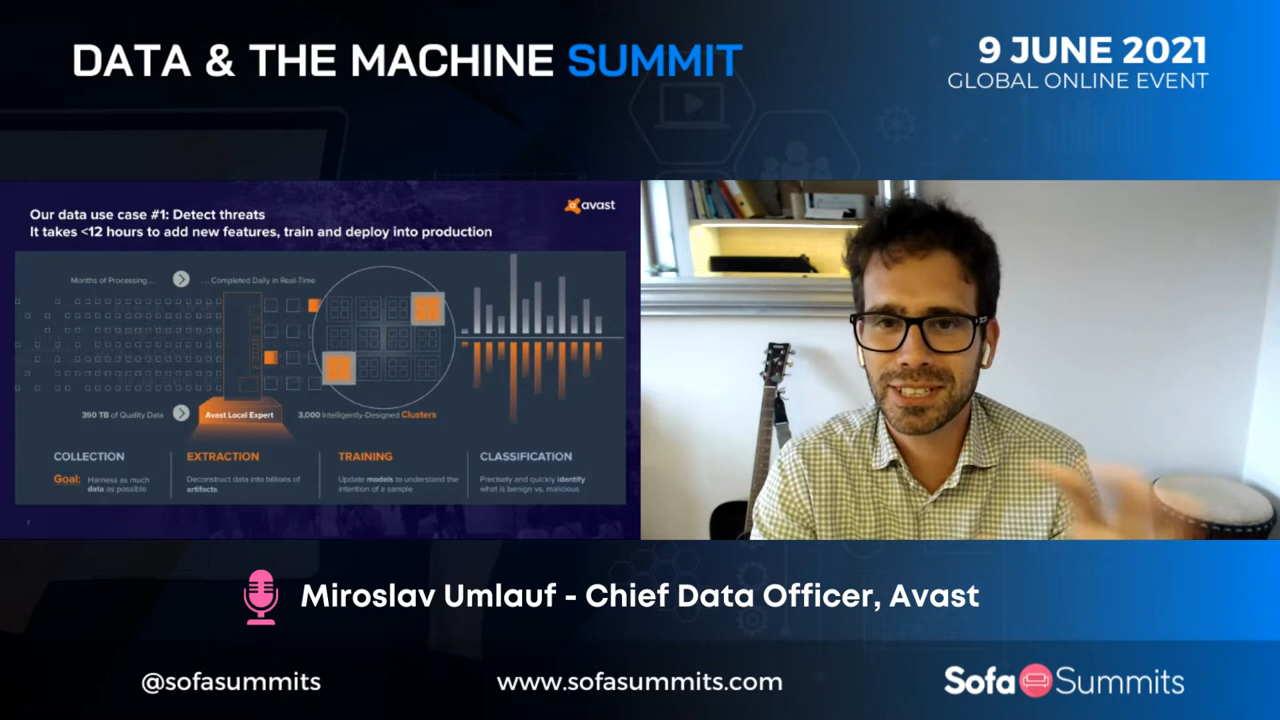 DATA & THE MACHINE SUMMIT
9 JUNE 2021
GLOBAL ONLINE EVENT
Our data use case #1: Detect threats
It takes <12 hours to add new features, train and deploy into production
avast
Months of Processing...
... Completed Daily in Real-Time
390 TB of Quality Data
Avast Local Expert
3,000 Intelligently-Designed Clusters
COLLECTION
Goal: Harness as much
data as possible
EXTRACTION
Deconstruct data into billions of
artifacts
TRAINING
Update models to understand the
intention of a sample
CLASSIFICATION
Precisely and quickly identify
what is benign vs. malicious
7
Miroslav Umlauf - Chief Data Officer, Avast
@sofasummits
www.sofasummits.com
Sofa Summits